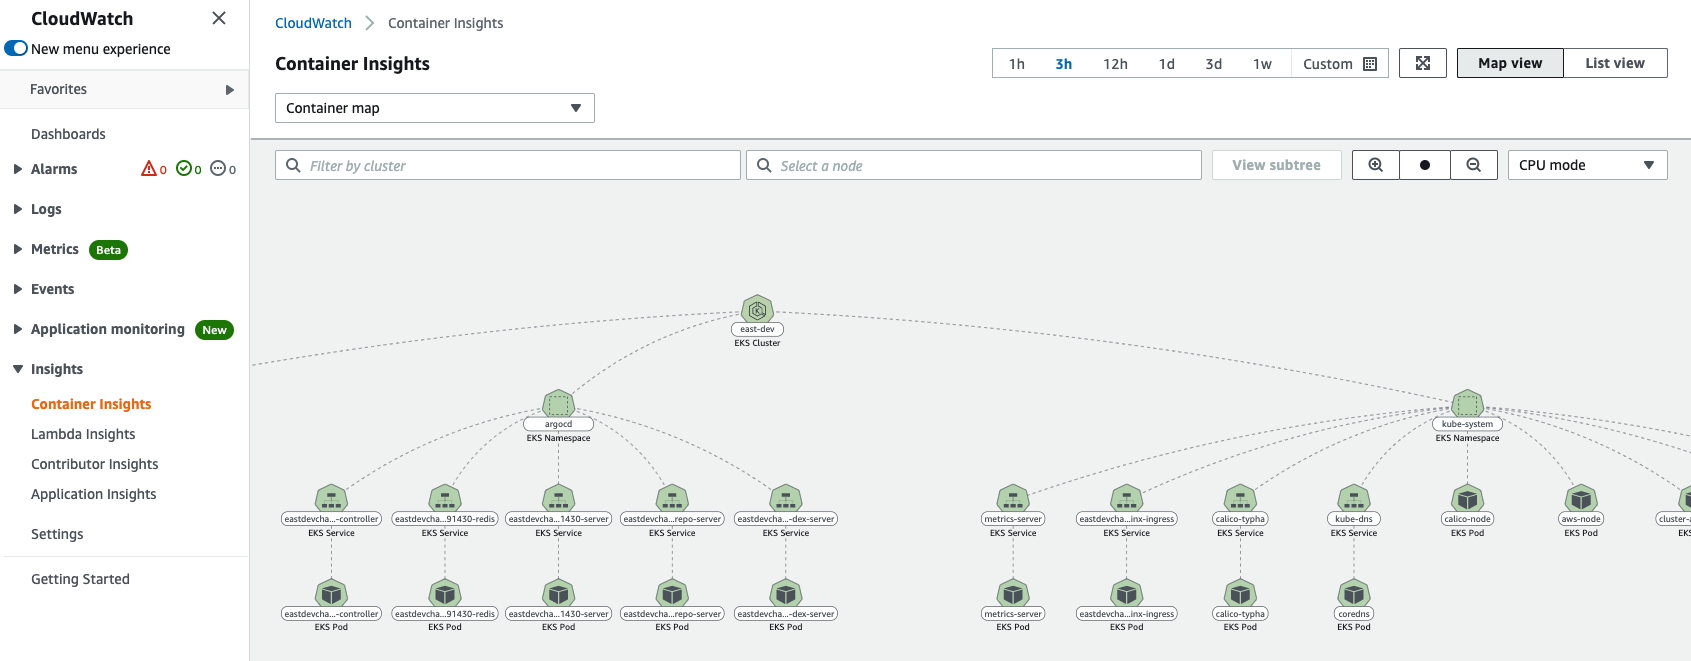 CloudWatch
New menu experience
Favorites
Dashboards
Alarms 0 0 0
Logs
Metrics Beta
Events
Application monitoring New
Insights
Container Insights
Lambda Insights
Contributor Insights
Application Insights
Settings
Getting Started
CloudWatch Container Insights
Container Insights
1h 3h 12h 1d 3d 1w Custom
Map view List view
Container map
Filter by cluster
Select a node
View subtree
CPU mode
east-dev
EKS Cluster
argocd
EKS Namespace
kube-system
EKS Namespace
eastdevcha...-controller eastdevcha...91430-redis eastdevcha...1430-server eastdevcha...repo-server eastdevcha...-dex-server metrics-server eastdevcha...inx-ingress calico-typha kube-dns calico-node aws-node cluster-
EKS Service EKS Service EKS Service EKS Service EKS Service EKS Service EKS Service EKS Service EKS Service EKS Pod EKS Pod EKS
eastdevcha...-controller eastdevcha...91430-redis eastdevcha...1430-server eastdevcha...repo-server eastdevcha...-dex-server metrics-server eastdevcha...inx-ingress calico-typha coredns
EKS Pod EKS Pod EKS Pod EKS Pod EKS Pod EKS Pod EKS Pod EKS Pod EKS Pod